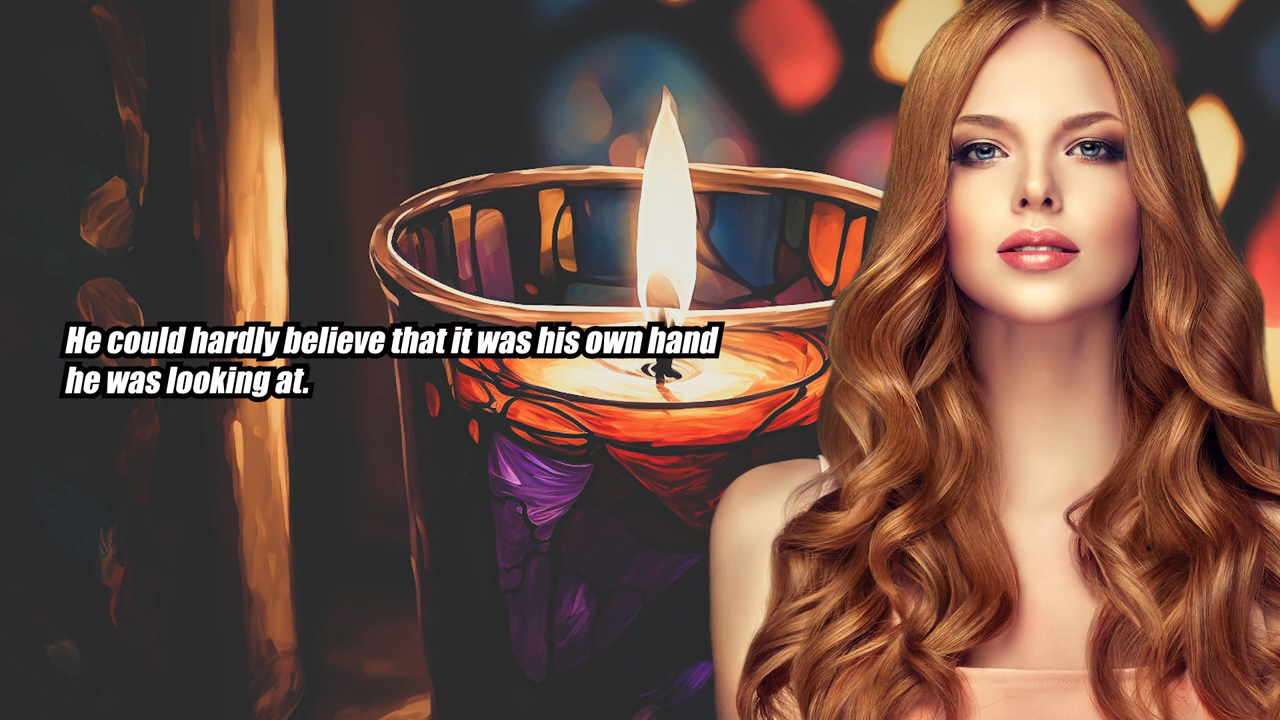 He could hardly believe that it was his own hand
he was looking at.